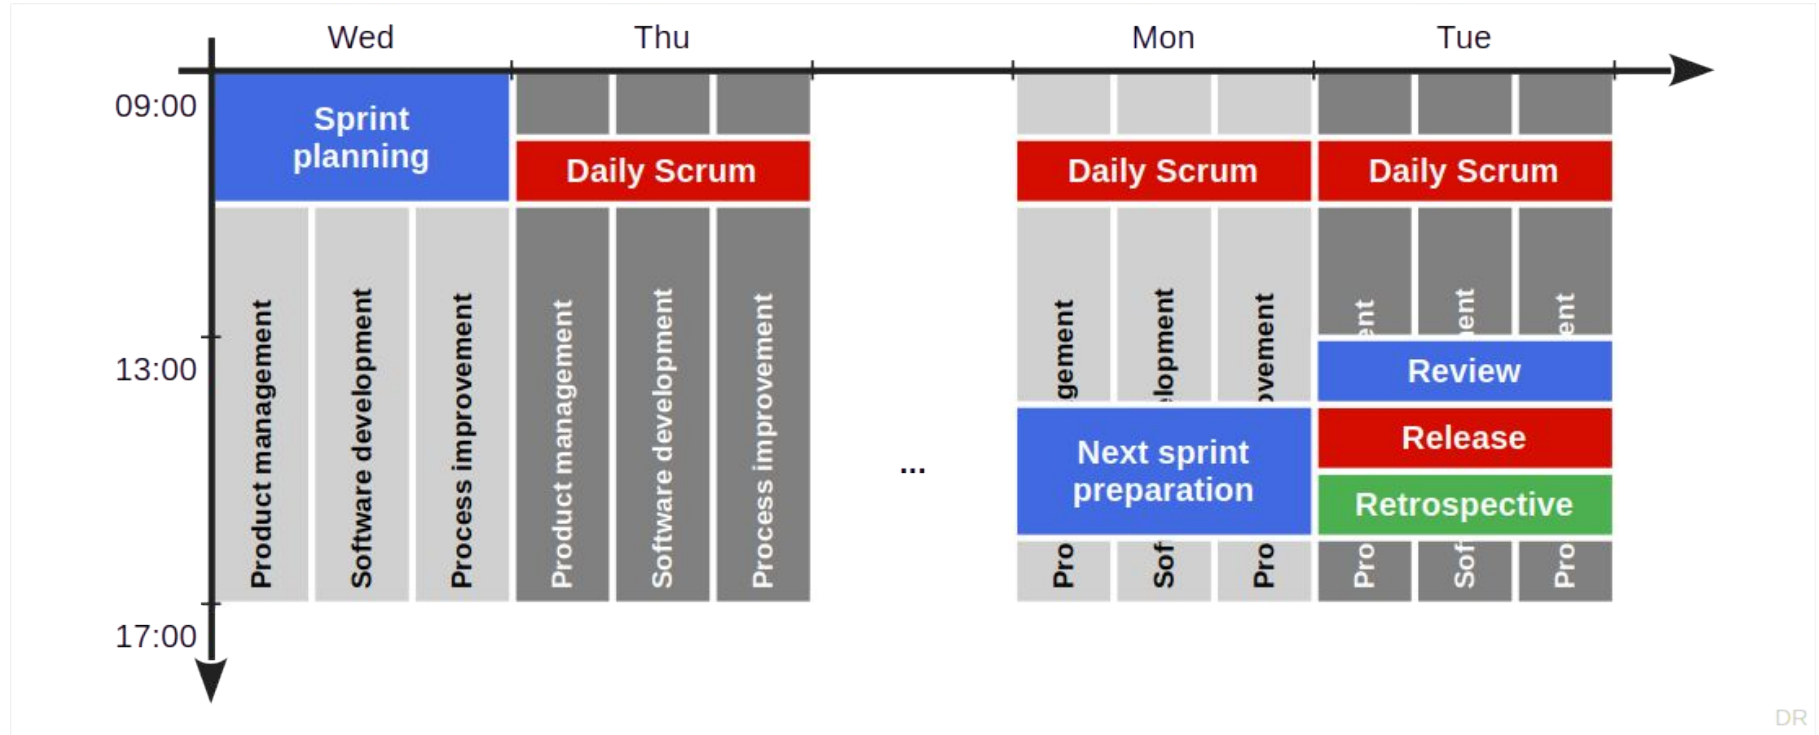 Wed
Thu
Mon
Tue
09:00
Sprint
planning
Daily Scrum
Daily Scrum
Daily Scrum
Product management
Software development
Process improvement
Product management
Software development
Process improvement
gement
lopment
ovement
ent
ent
ent
13:00
Review
Next sprint
preparation
Release
Retrospective
...
Pro
Sof
Pro
Pro
Sof
Pro
17:00
DR